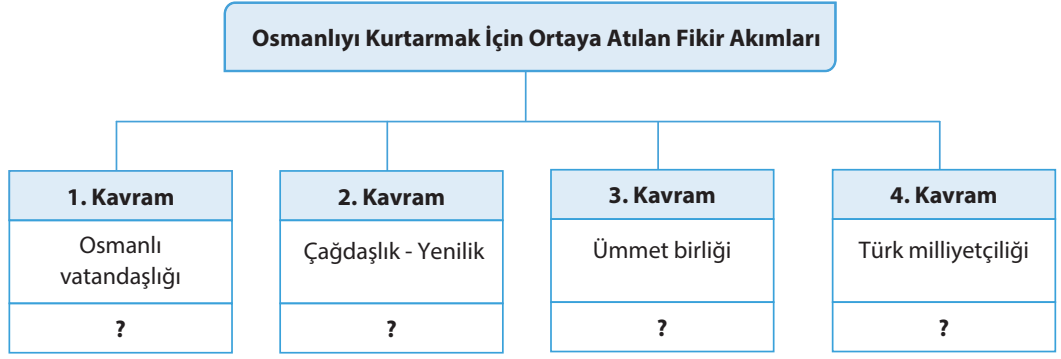 Osmanlıyı Kurtarmak İçin Ortaya Atılan Fikir Akımları
1. Kavram
Osmanlı
vatandaşlığı
?
2. Kavram
Çağdaşlık - Yenilik
?
3. Kavram
Ümmet birliği
?
4. Kavram
Türk milliyetçiliği
?